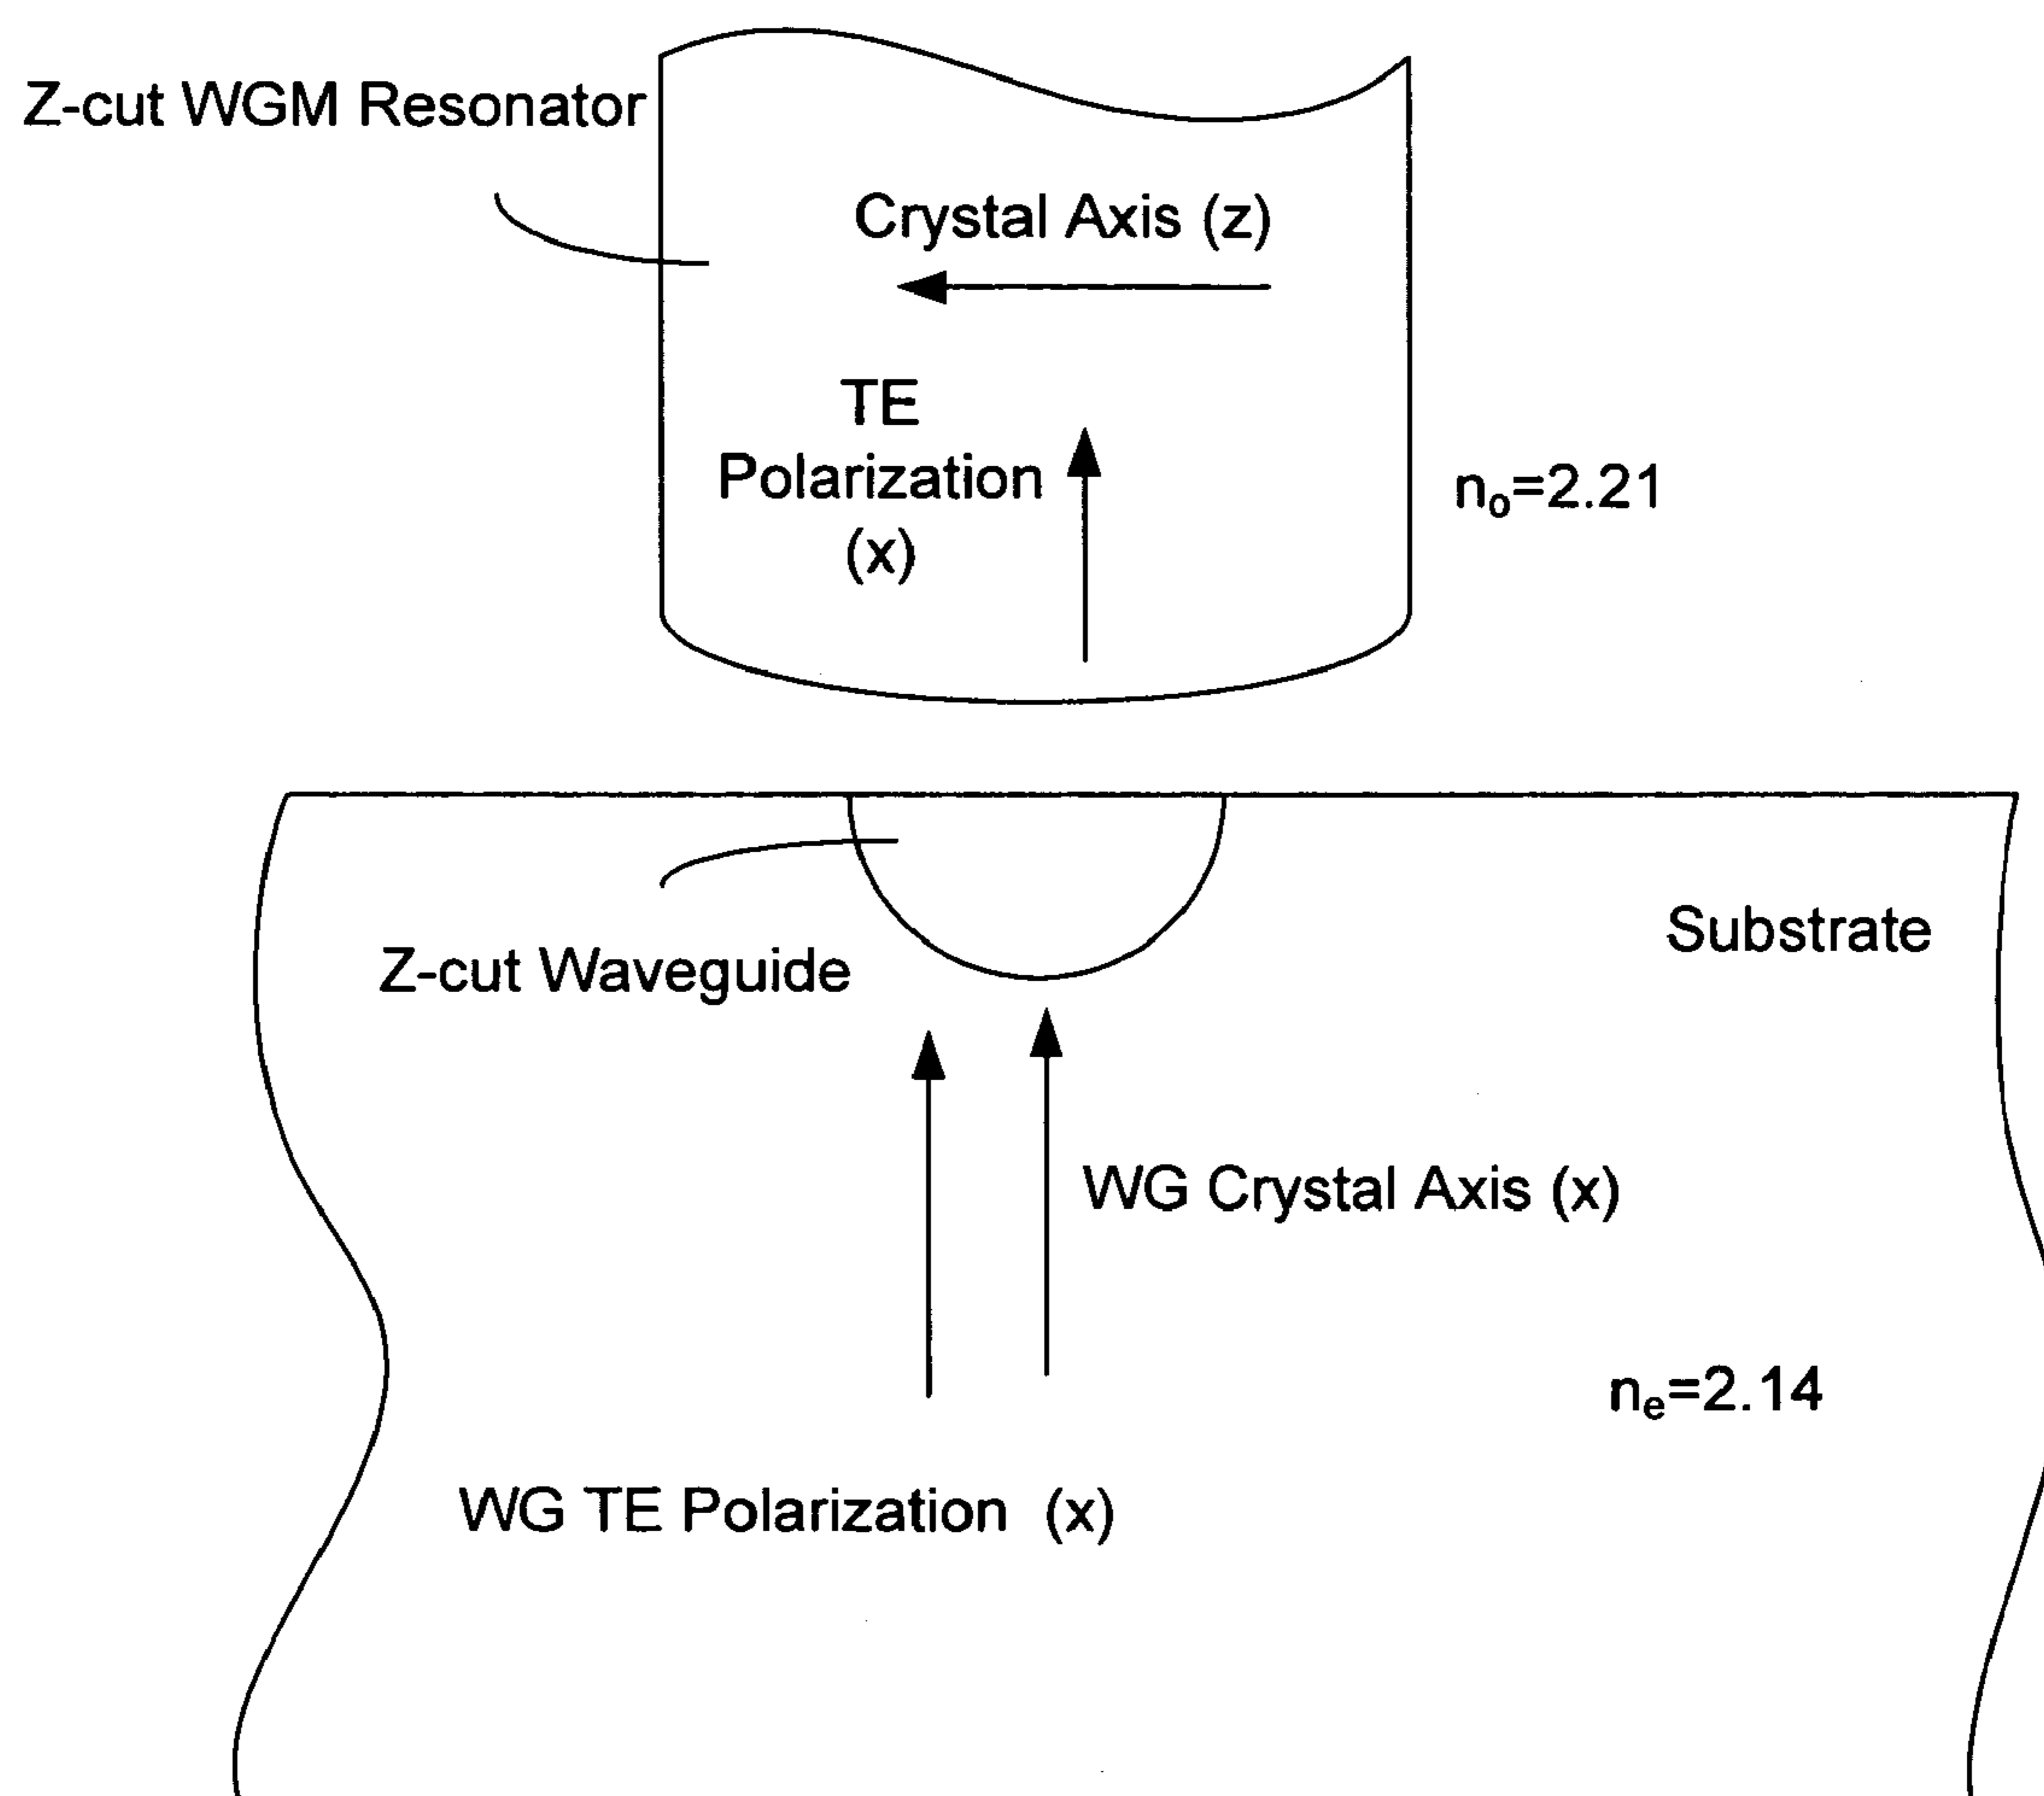 Z-cut WGM Resonator
Crystal Axis (z)
TE
Polarization
(x)
nₒ=2.21
Z-cut Waveguide
Substrate
WG Crystal Axis (x)
nₑ=2.14
WG TE Polarization (x)